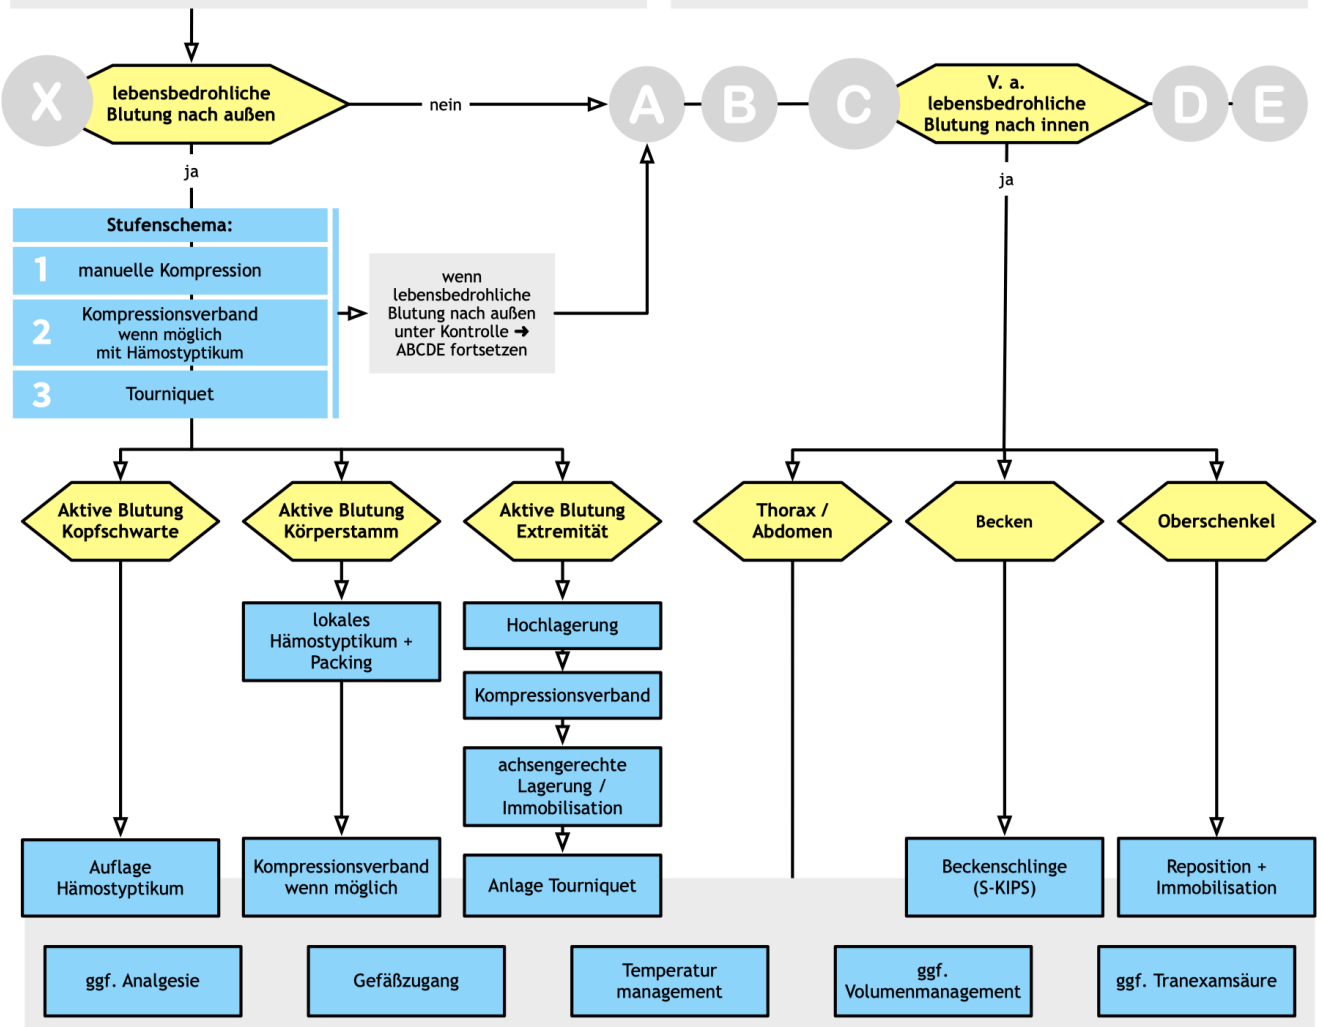 X
lebensbedrohliche
Blutung nach außen
nein
A
B
C
V. a.
lebensbedrohliche
Blutung nach innen
D
E
ja
ja
Stufenschema:
1 manuelle Kompression
2 Kompressionsverband
wenn möglich
mit Hämostyptikum
3 Tourniquet
wenn
lebensbedrohliche
Blutung nach außen
unter Kontrolle ➜
ABCDE fortsetzen
Aktive Blutung
Kopfschwarte
Aktive Blutung
Körperstamm
Aktive Blutung
Extremität
Thorax /
Abdomen
Becken
Oberschenkel
lokales
Hämostyptikum +
Packing
Hochlagerung
Kompressionsverband
achsengerechte
Lagerung /
Immobilisation
Auflage
Hämostyptikum
Kompressionsverband
wenn möglich
Anlage Tourniquet
Beckenschlinge
(S-KIPS)
Reposition +
Immobilisation
ggf. Analgesie
Gefäßzugang
Temperatur
management
ggf.
Volumenmanagement
ggf. Tranexamsäure